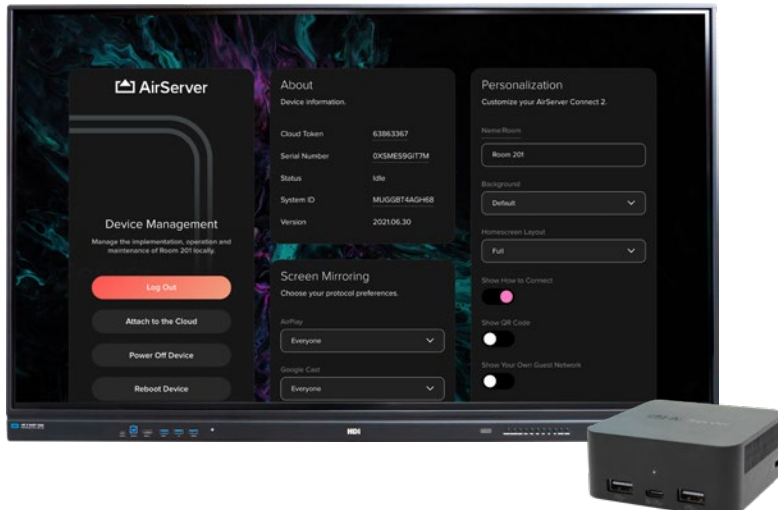 AirServer
Device Management
Manage the implementation, operation and
maintenance of Room 201 locally.
Log Out
Attach to the Cloud
Power Off Device
Reboot Device
About
Device information.
Cloud Token 63863367
Serial Number 0XSMES9GIT7M
Status Idle
System ID MUGGBT4AGH68
Version 2021.06.30
Screen Mirroring
Choose your protocol preferences.
AirPlay
Everyone
Google Cast
Everyone
Personalization
Customize your AirServer Connect 2.
Name/Room
Room 201
Background
Default
Homescreen Layout
Full
Show How to Connect
Show QR Code
Show Your Own Guest Network
HDi
AirServer